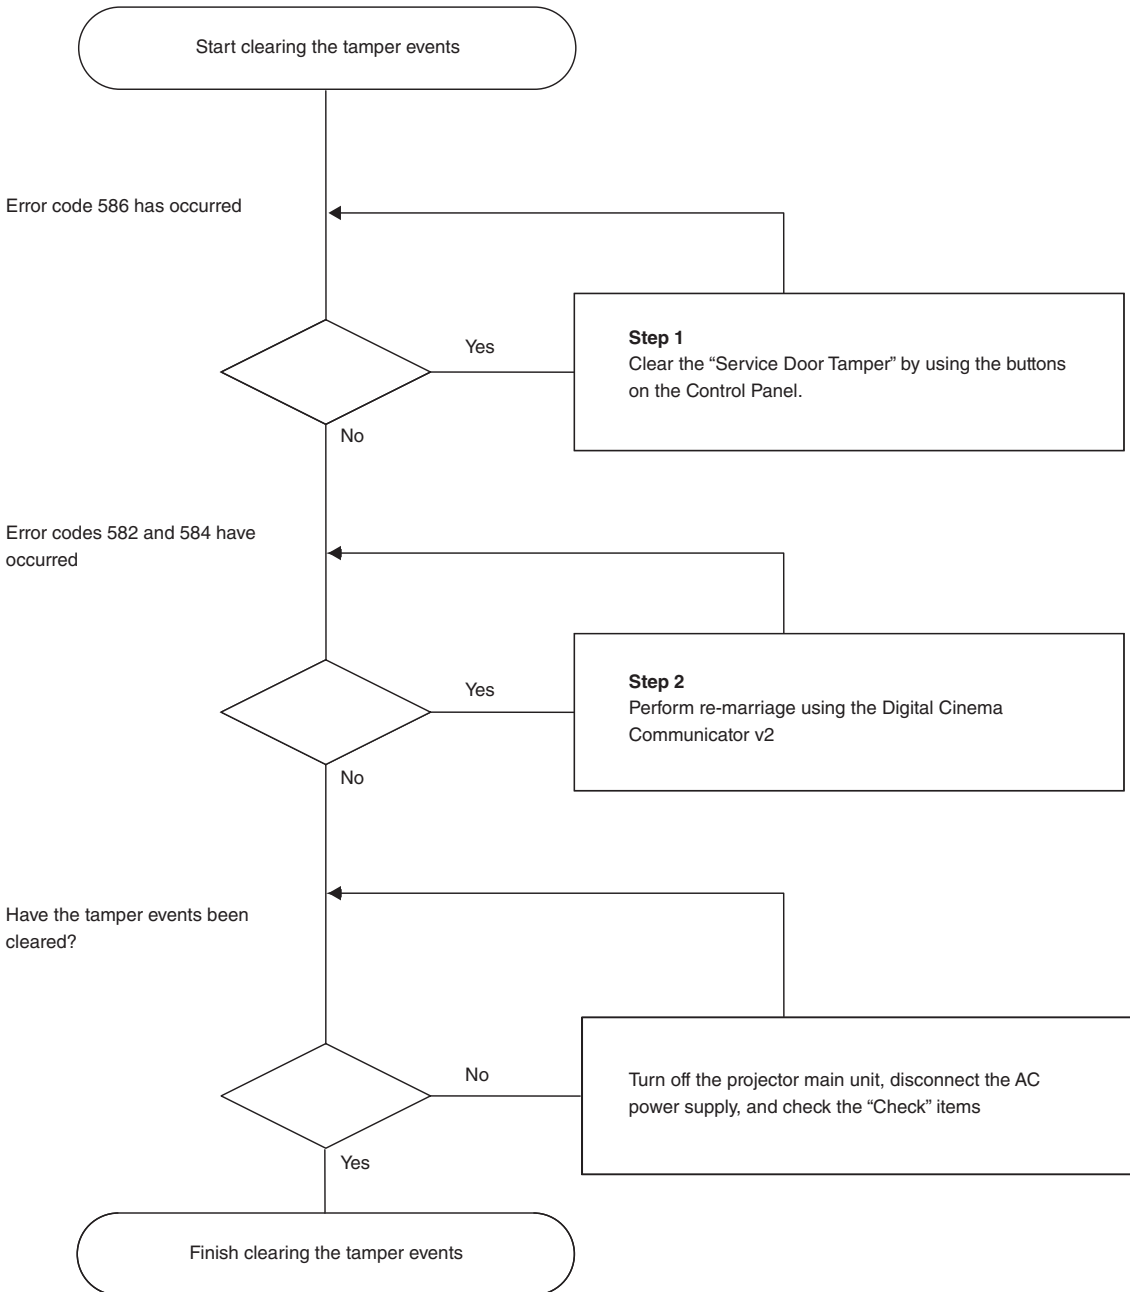 Start clearing the tamper events
Error code 586 has occurred
Yes
Step 1
Clear the “Service Door Tamper” by using the buttons
on the Control Panel.
No
Error codes 582 and 584 have
occurred
Yes
Step 2
Perform re-marriage using the Digital Cinema
Communicator v2
No
Have the tamper events been
cleared?
No
Turn off the projector main unit, disconnect the AC
power supply, and check the “Check” items
Yes
Finish clearing the tamper events